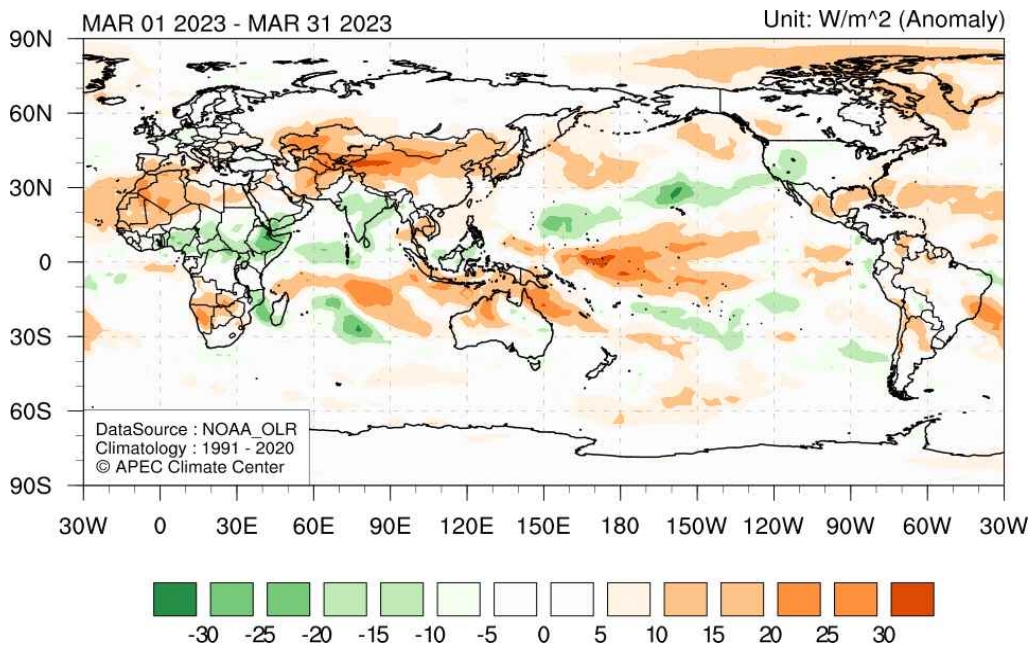 MAR 01 2023 - MAR 31 2023 Unit: W/m^2 (Anomaly)
90N
60N
30N
0
30S
60S
90S
DataSource : NOAA_OLR
Climatology : 1991 - 2020
© APEC Climate Center
30W 0 30E 60E 90E 120E 150E 180 150W 120W 90W 60W 30W
-30 -25 -20 -15 -10 -5 0 5 10 15 20 25 30